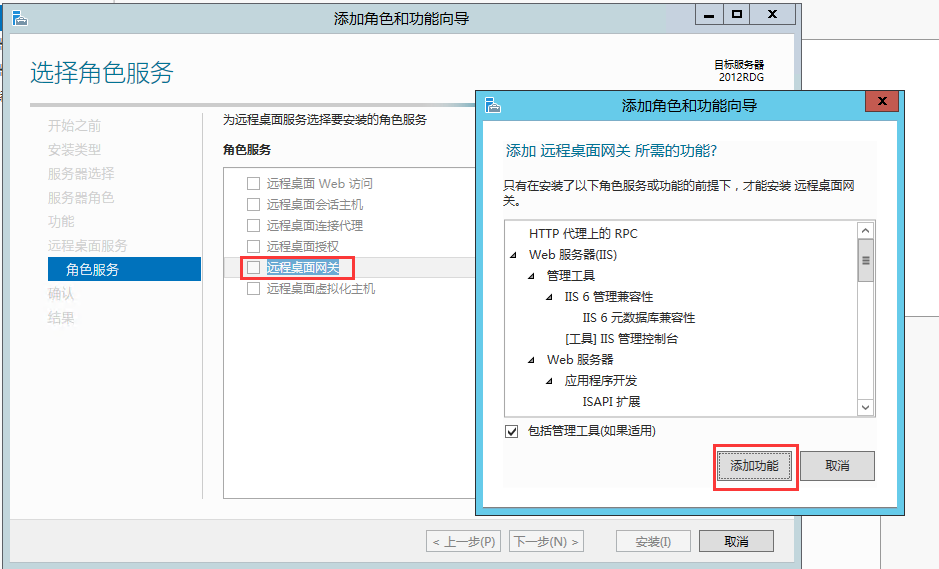 添加角色和功能向导
选择角色服务
目标服务器
2012RDG
开始之前
安装类型
服务器选择
服务器角色
功能
远程桌面服务
角色服务
确认
结果
为远程桌面服务选择要安装的角色服务
角色服务
远程桌面 Web 访问
远程桌面会话主机
远程桌面连接代理
远程桌面授权
远程桌面网关
远程桌面虚拟化主机
< 上一步(P)
下一步(N) >
安装(I)
取消
添加角色和功能向导
添加 远程桌面网关 所需的功能?
只有在安装了以下角色服务或功能的前提下，才能安装 远程桌面网
关。
HTTP 代理上的 RPC
Web 服务器(IIS)
管理工具
IIS 6 管理兼容性
IIS 6 元数据库兼容性
[工具] IIS 管理控制台
Web 服务器
应用程序开发
ISAPI 扩展
包括管理工具(如果适用)
添加功能
取消